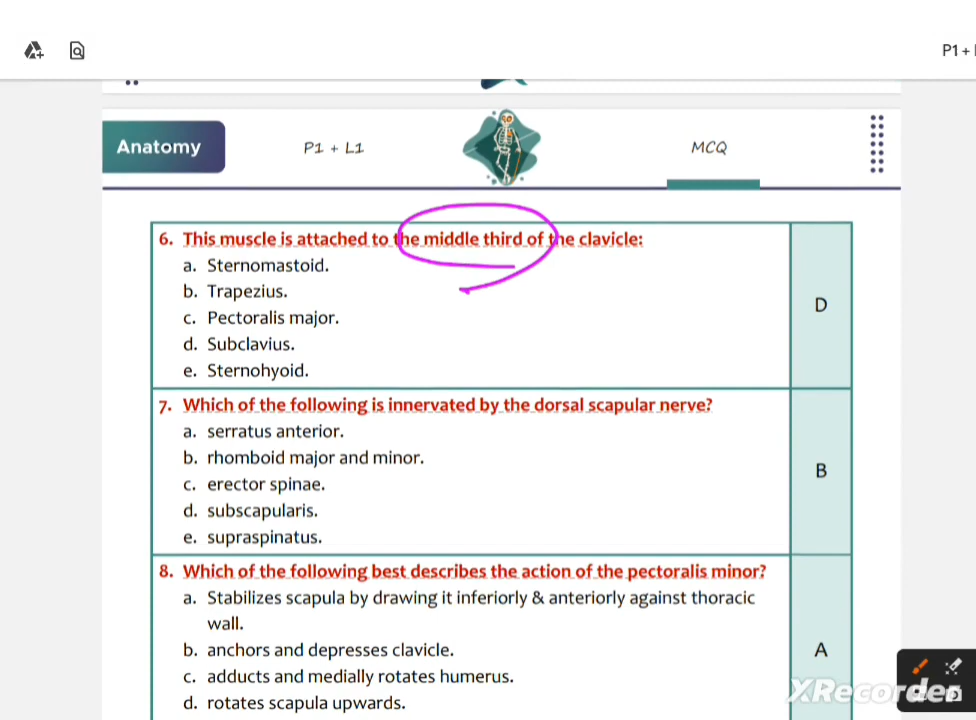 P1 +
Anatomy
P1 + L1
MCQ
6. This muscle is attached to the middle third of the clavicle:
a. Sternomastoid.
b. Trapezius.
c. Pectoralis major.
d. Subclavius.
e. Sternohyoid.
D
7. Which of the following is innervated by the dorsal scapular nerve?
a. serratus anterior.
b. rhomboid major and minor.
c. erector spinae.
d. subscapularis.
e. supraspinatus.
B
8. Which of the following best describes the action of the pectoralis minor?
a. Stabilizes scapula by drawing it inferiorly & anteriorly against thoracic
wall.
b. anchors and depresses clavicle.
c. adducts and medially rotates humerus.
d. rotates scapula upwards.
A
XRecorder